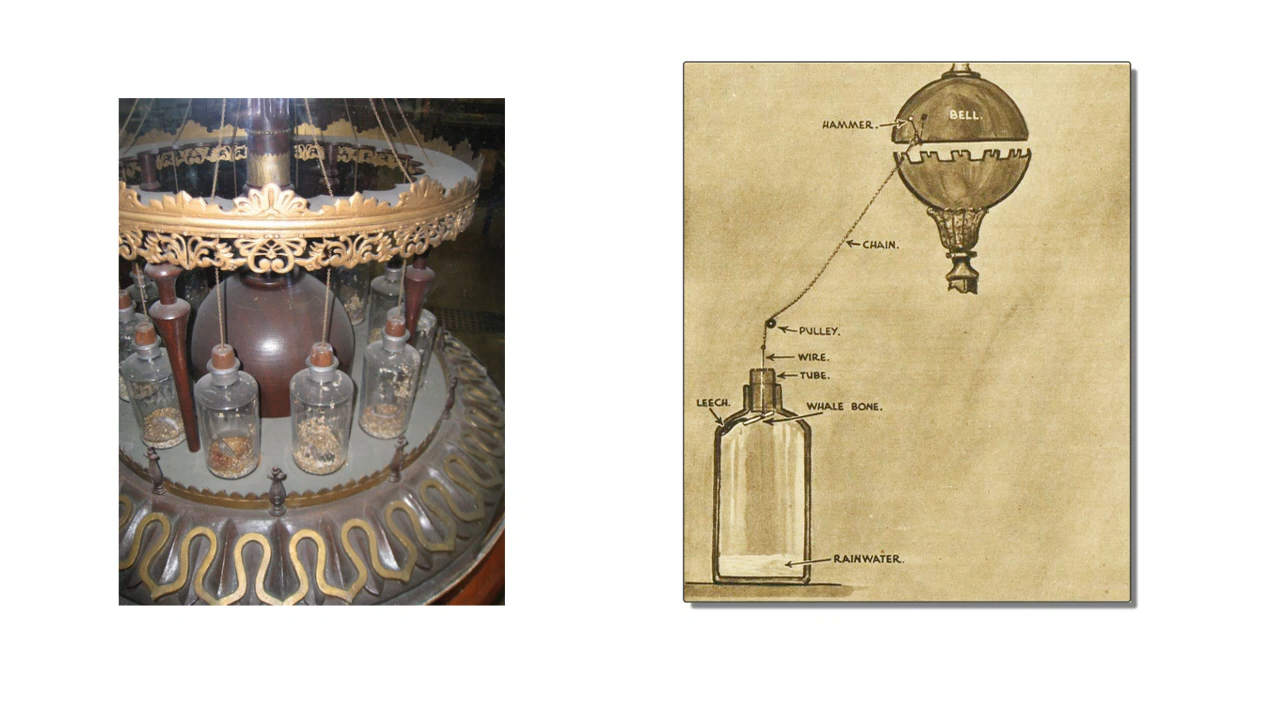 BELL.
HAMMER.
CHAIN.
PULLEY.
WIRE.
TUBE.
LEECH.
WHALE BONE.
RAINWATER.